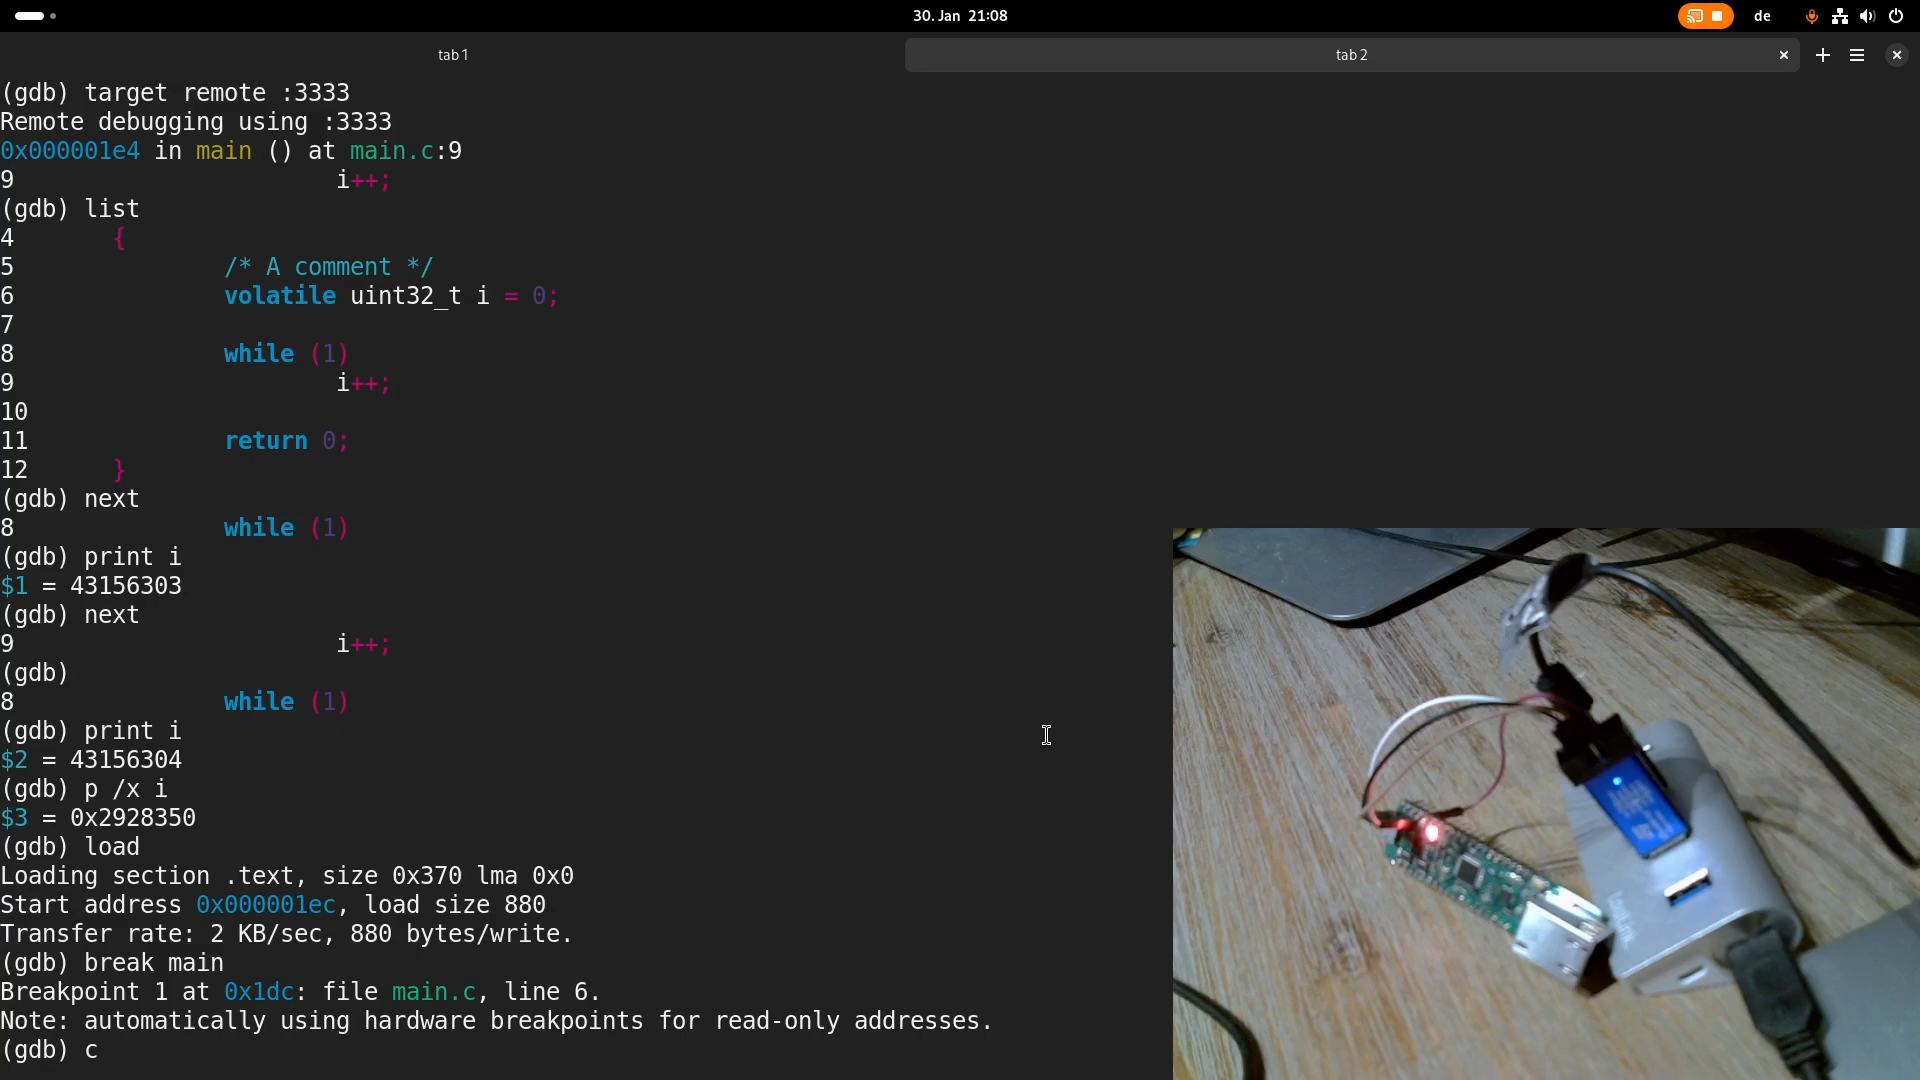 30. Jan 21:08
de
tab 1
tab 2
(gdb) target remote :3333
Remote debugging using :3333
0x000001e4 in main () at main.c:9
9 i++;
(gdb) list
4 {
5 /* A comment */
6 volatile uint32_t i = 0;
7
8 while (1)
9 i++;
10
11 return 0;
12 }
(gdb) next
8 while (1)
(gdb) print i
$1 = 43156303
(gdb) next
9 i++;
(gdb)
8 while (1)
(gdb) print i
$2 = 43156304
(gdb) p /x i
$3 = 0x2928350
(gdb) load
Loading section .text, size 0x370 lma 0x0
Start address 0x000001ec, load size 880
Transfer rate: 2 KB/sec, 880 bytes/write.
(gdb) break main
Breakpoint 1 at 0x1dc: file main.c, line 6.
Note: automatically using hardware breakpoints for read-only addresses.
(gdb) c